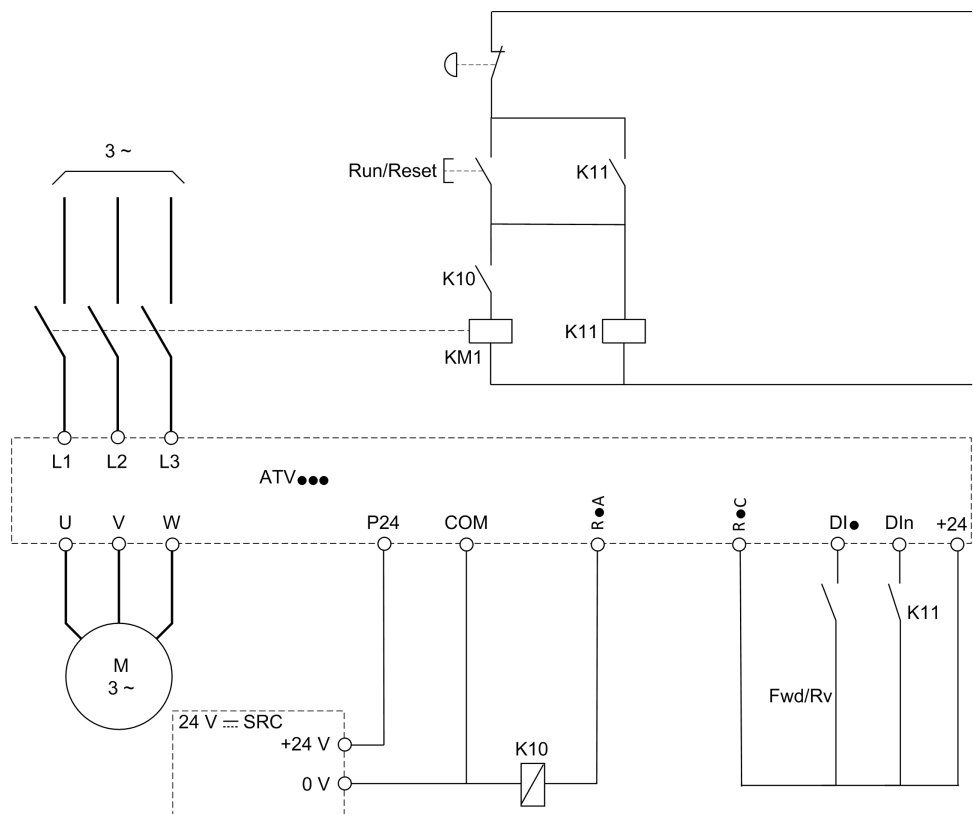 3 ~
Run/Reset
K11
K10
KM1
K11
L1 L2 L3
ATV●●●
U V W P24 COM R●A R●C DI● DIn +24
K11
M
3 ~
Fwd/Rv
24 V ⎓ SRC
+24 V
K10
0 V